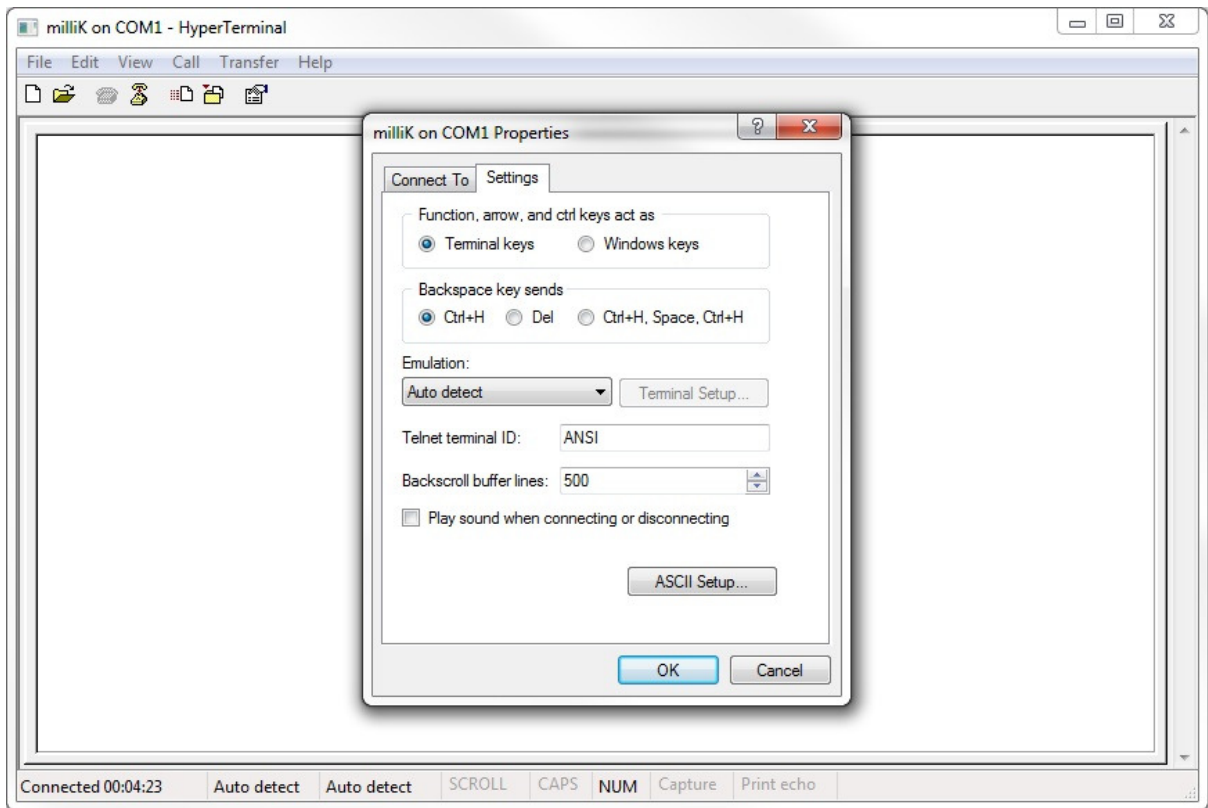 milliK on COM1 - HyperTerminal
File Edit View Call Transfer Help
milliK on COM1 Properties
Connect To Settings
Function, arrow, and ctrl keys act as
Terminal keys Windows keys
Backspace key sends
Ctrl+H Del Ctrl+H, Space, Ctrl+H
Emulation:
Auto detect Terminal Setup...
Telnet terminal ID: ANSI
Backscroll buffer lines: 500
Play sound when connecting or disconnecting
ASCII Setup...
OK Cancel
Connected 00:04:23 Auto detect Auto detect SCROLL CAPS NUM Capture Print echo